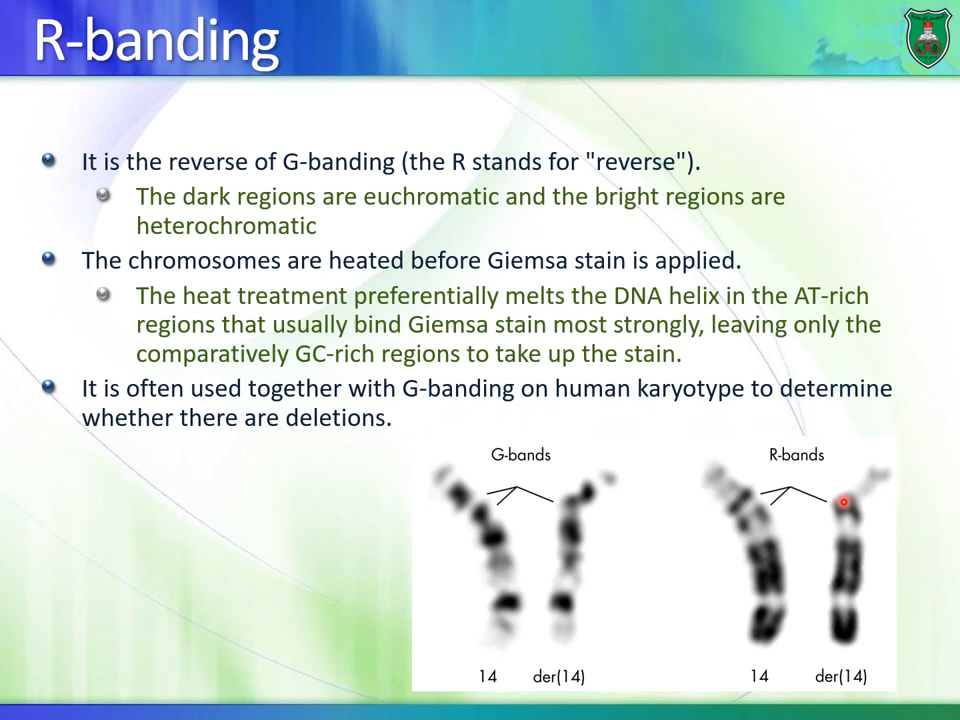 R-banding
It is the reverse of G-banding (the R stands for "reverse").
The dark regions are euchromatic and the bright regions are
heterochromatic
The chromosomes are heated before Giemsa stain is applied.
The heat treatment preferentially melts the DNA helix in the AT-rich
regions that usually bind Giemsa stain most strongly, leaving only the
comparatively GC-rich regions to take up the stain.
It is often used together with G-banding on human karyotype to determine
whether there are deletions.
G-bands
R-bands
14
der(14)
14
der(14)